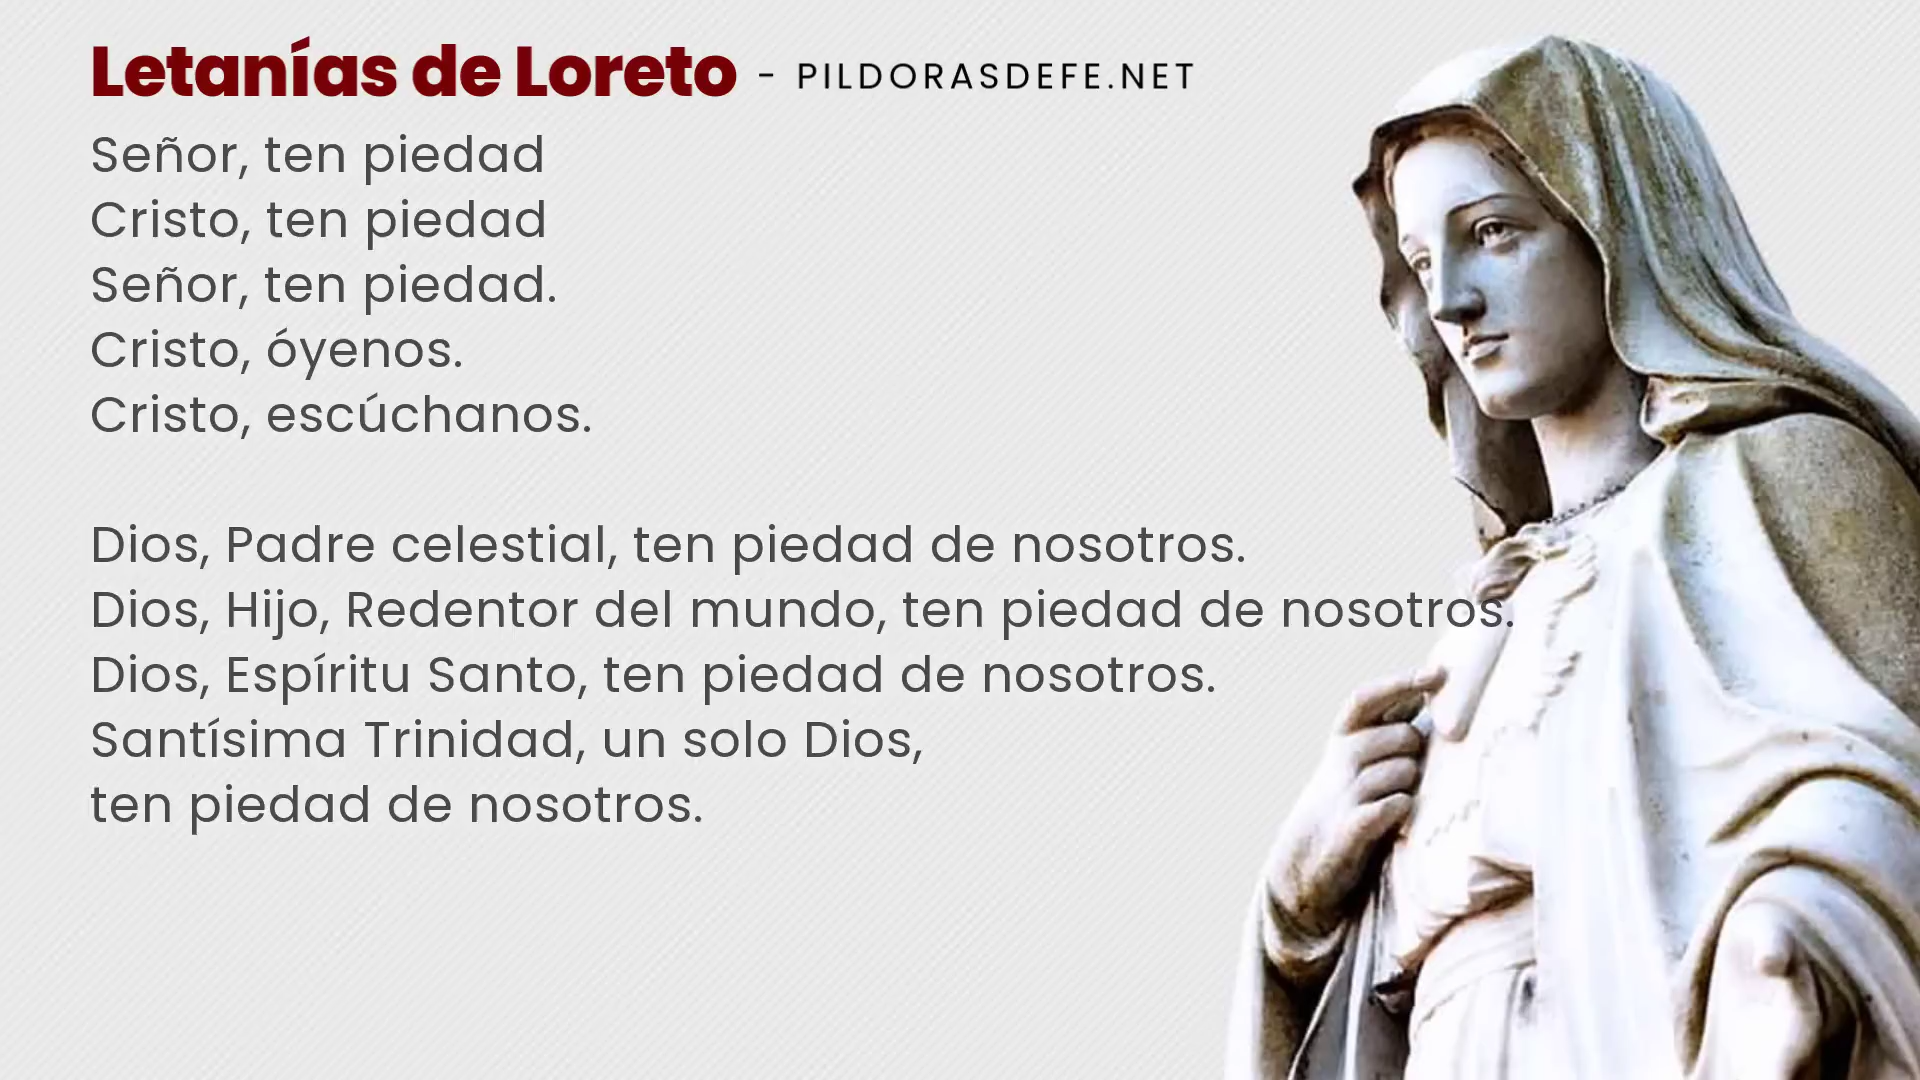 Letanías de Loreto - PILDORASDEFE.NET
Señor, ten piedad
Cristo, ten piedad
Señor, ten piedad.
Cristo, óyenos.
Cristo, escúchanos.
Dios, Padre celestial, ten piedad de nosotros.
Dios, Hijo, Redentor del mundo, ten piedad de nosotros.
Dios, Espíritu Santo, ten piedad de nosotros.
Santísima Trinidad, un solo Dios,
ten piedad de nosotros.